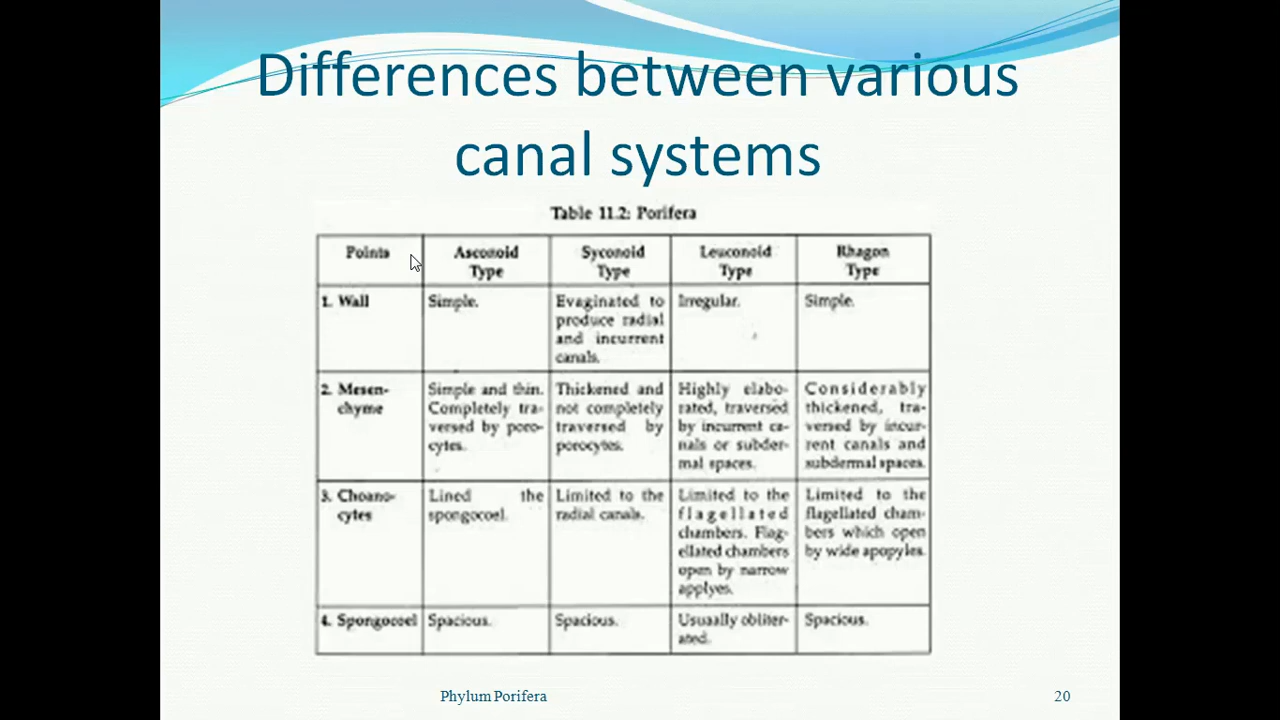 Differences between various
canal systems
Table 11.2: Porifera
Points
Asconoid
Type
Syconoid
Type
Leuconoid
Type
Rhagon
Type
1. Wall
Simple.
Evaginated to
produce radial
and incurrent
canals.
Irregular.
Simple.
2. Mesen-
chyme
Simple and thin.
Completely tra-
versed by poro-
cytes.
Thickened and
not completely
traversed by
porocytes.
Highly elabo-
rated, traversed
by incurrent ca-
nals or subder-
mal spaces.
Considerably
thickened, tra-
versed by incur-
rent canals and
subdermal spaces.
3. Choano-
cytes
Lined the
spongocoel.
Limited to the
radial canals.
Limited to the
flagellated
chambers. Flag-
ellated chambers
open by narrow
applyes.
Limited to the
flagellated cham-
bers which open
by wide apopyles.
4. Spongocoel
Spacious.
Spacious.
Usually obliter-
ated.
Spacious.
Phylum Porifera
20